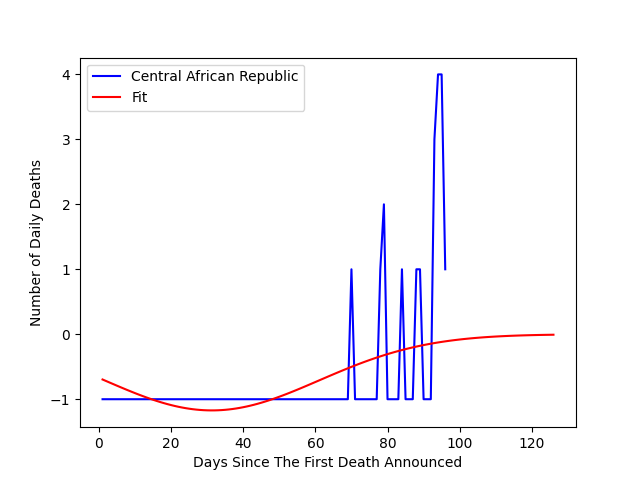 Central African Republic
Fit
4
3
2
1
0
−1
Number of Daily Deaths
0 20 40 60 80 100 120
Days Since The First Death Announced